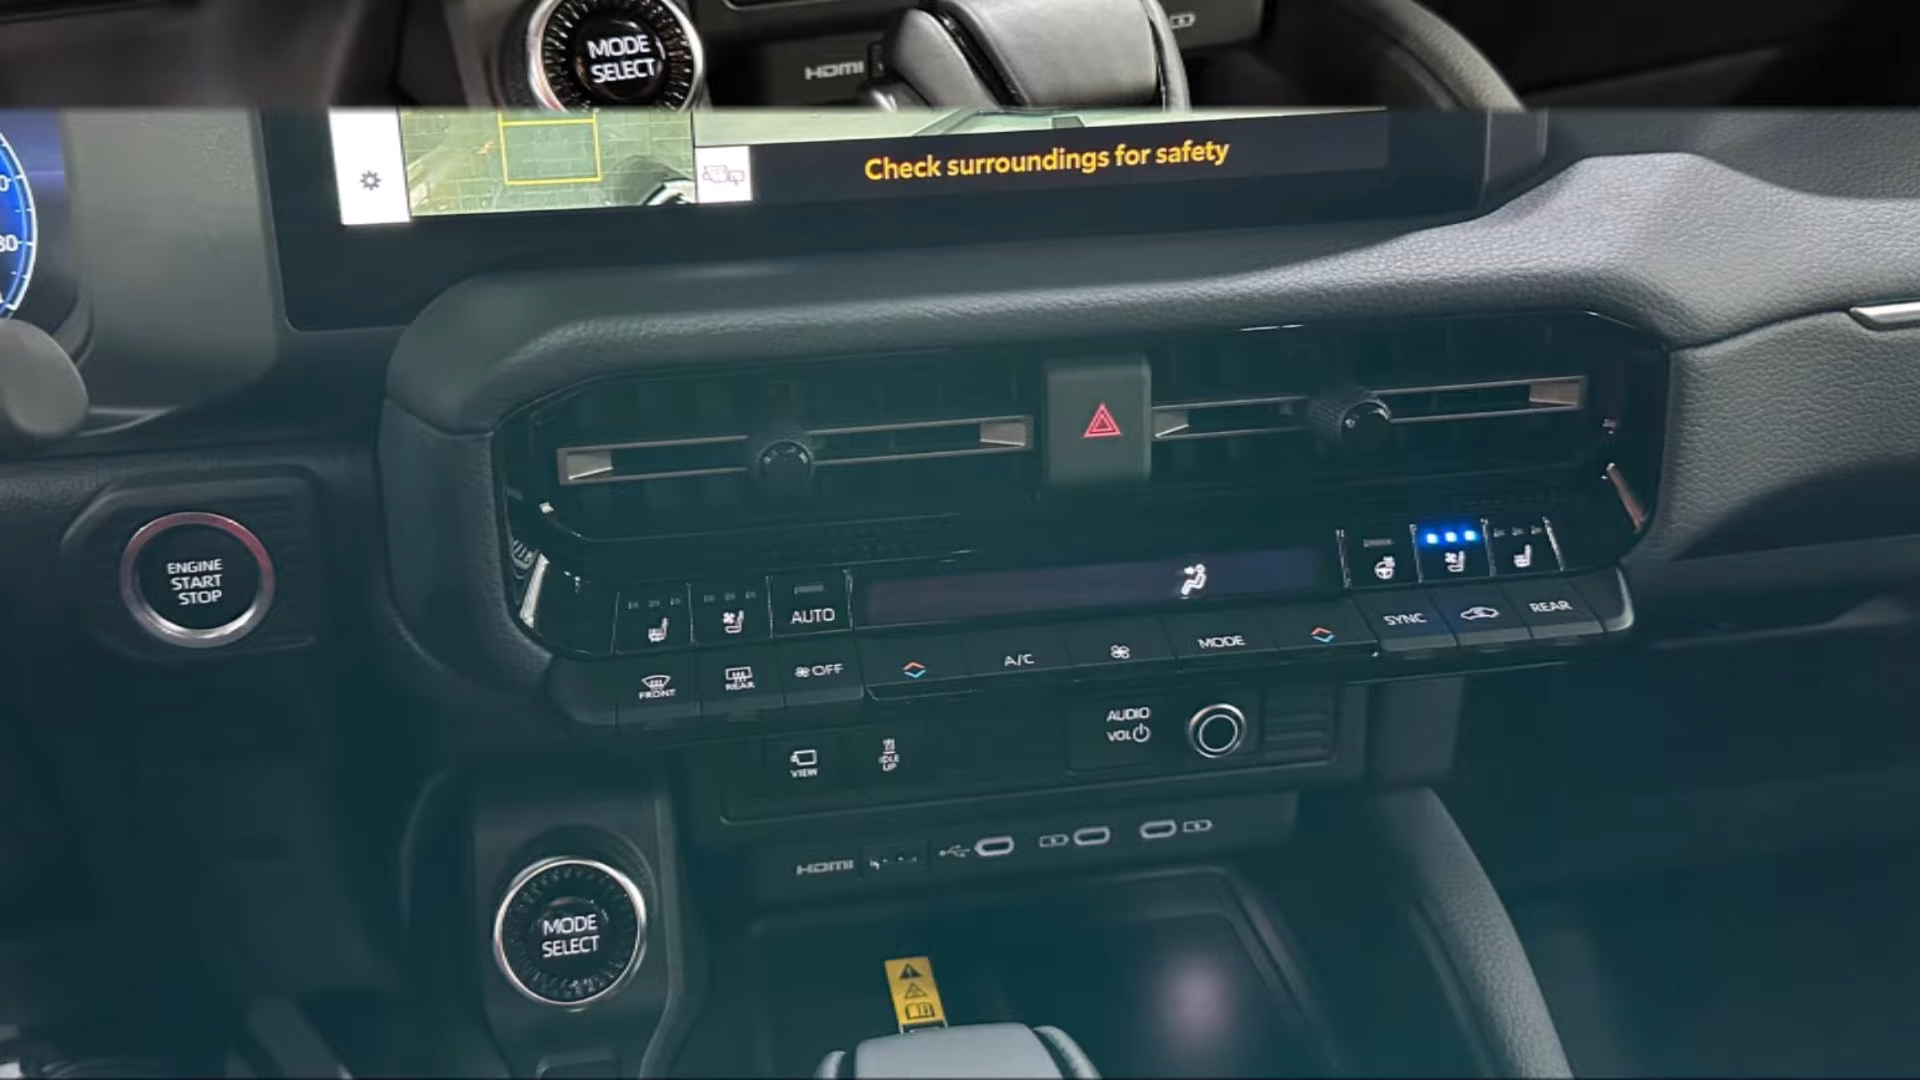 MODE
SELECT
HDMI
Check surroundings for safety
ENGINE
START
STOP
AUTO
SYNC
REAR
FRONT
REAR
OFF
A/C
MODE
AUDIO
VOL
VIEW
IDLE
UP
HDMI
MODE
SELECT